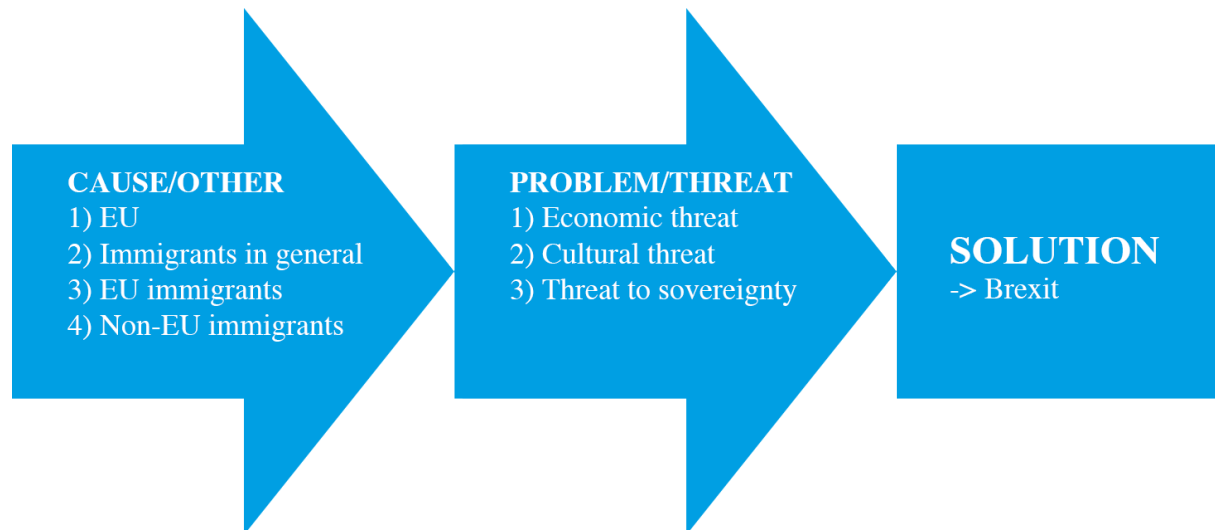 CAUSE/OTHER
1) EU
2) Immigrants in general
3) EU immigrants
4) Non-EU immigrants
PROBLEM/THREAT
1) Economic threat
2) Cultural threat
3) Threat to sovereignty
SOLUTION
-> Brexit